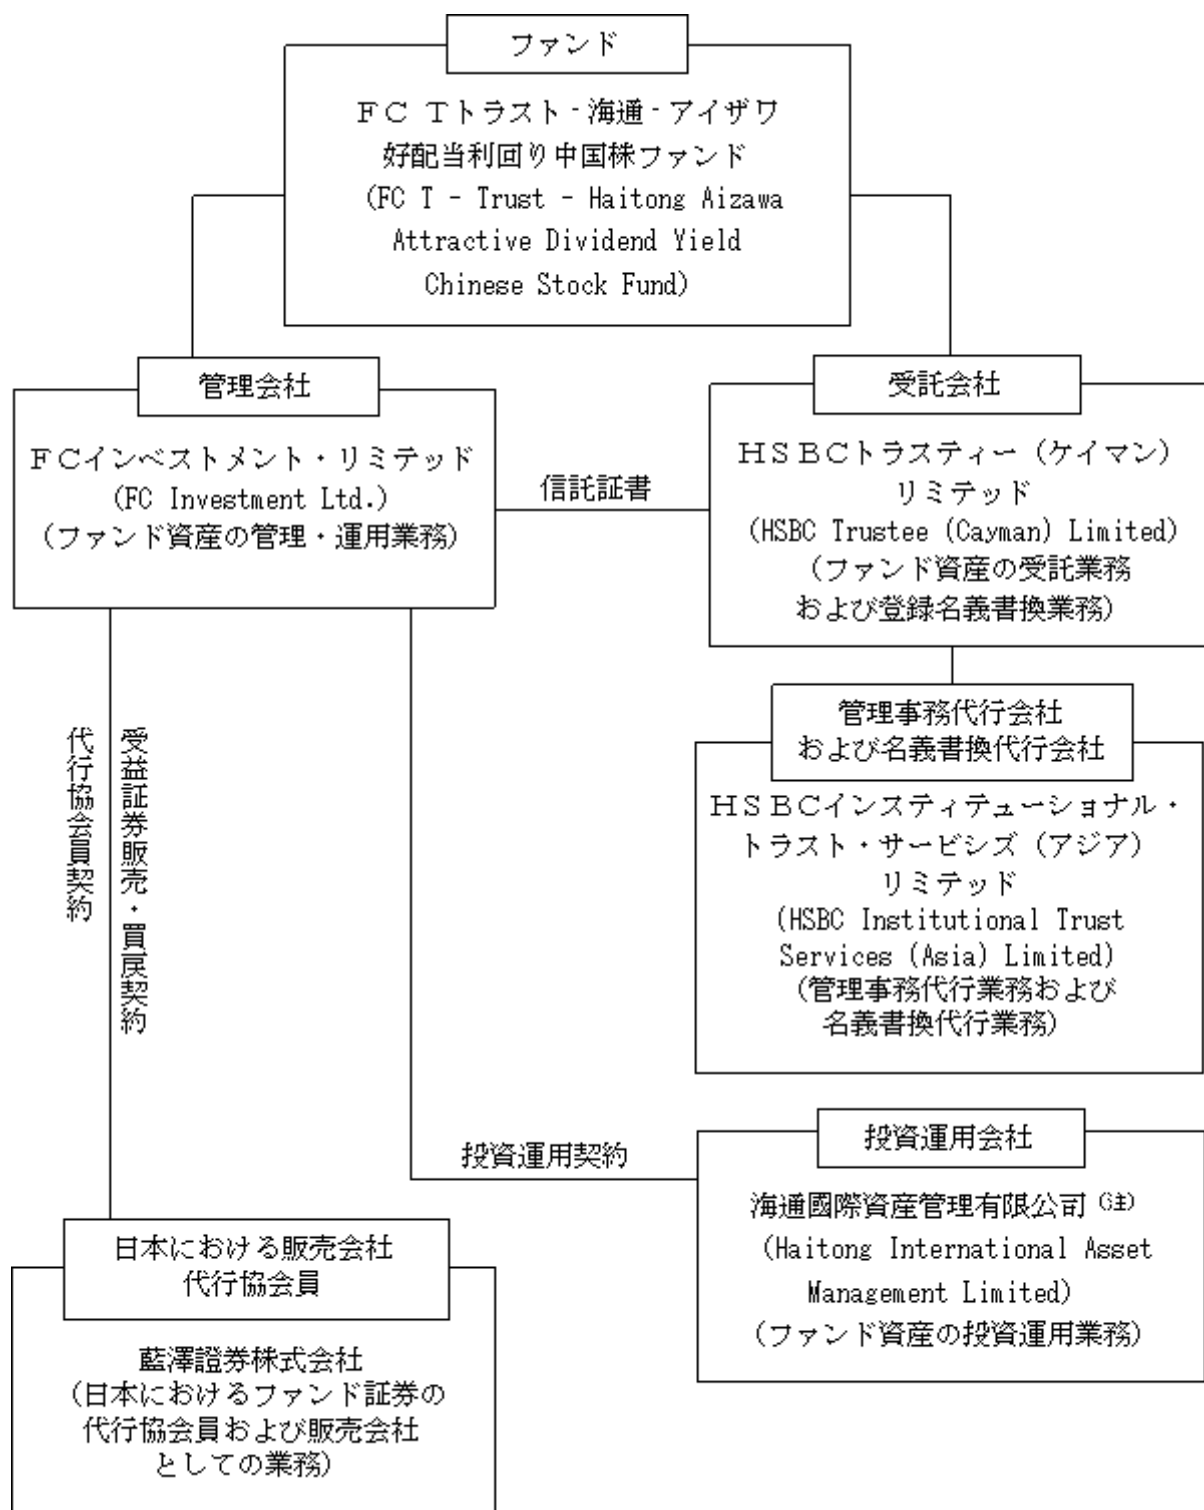 ファンド
ＦＣ Ｔトラスト‐海通‐アイザワ
好配当利回り中国株ファンド
(FC T - Trust - Haitong Aizawa
Attractive Dividend Yield
Chinese Stock Fund)
管理会社
ＦＣインベストメント・リミテッド
(FC Investment Ltd.)
(ファンド資産の管理・運用業務)
信託証書
受託会社
ＨＳＢＣトラスティー（ケイマン）
リミテッド
(HSBC Trustee (Cayman) Limited)
(ファンド資産の受託業務
および登録名義書換業務)
管理事務代行会社
および名義書換代行会社
ＨＳＢＣインスティテューショナル・
トラスト・サービシズ（アジア）
リミテッド
(HSBC Institutional Trust
Services (Asia) Limited)
(管理事務代行業務および
名義書換代行業務)
受益証券販売・買戻契約
代行協会員契約
投資運用契約
投資運用会社
海通國際資産管理有限公司 (注)
(Haitong International Asset
Management Limited)
(ファンド資産の投資運用業務)
日本における販売会社
代行協会員
藍澤證券株式会社
(日本におけるファンド証券の
代行協会員および販売会社
としての業務)